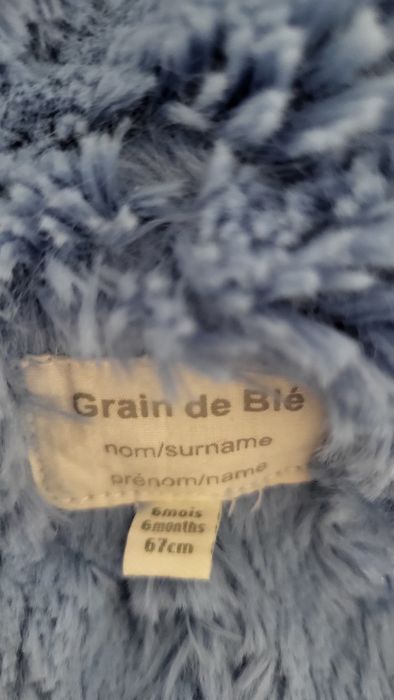 Grain de Blé
nom/surname
prénom/name
6mois
6months
67cm